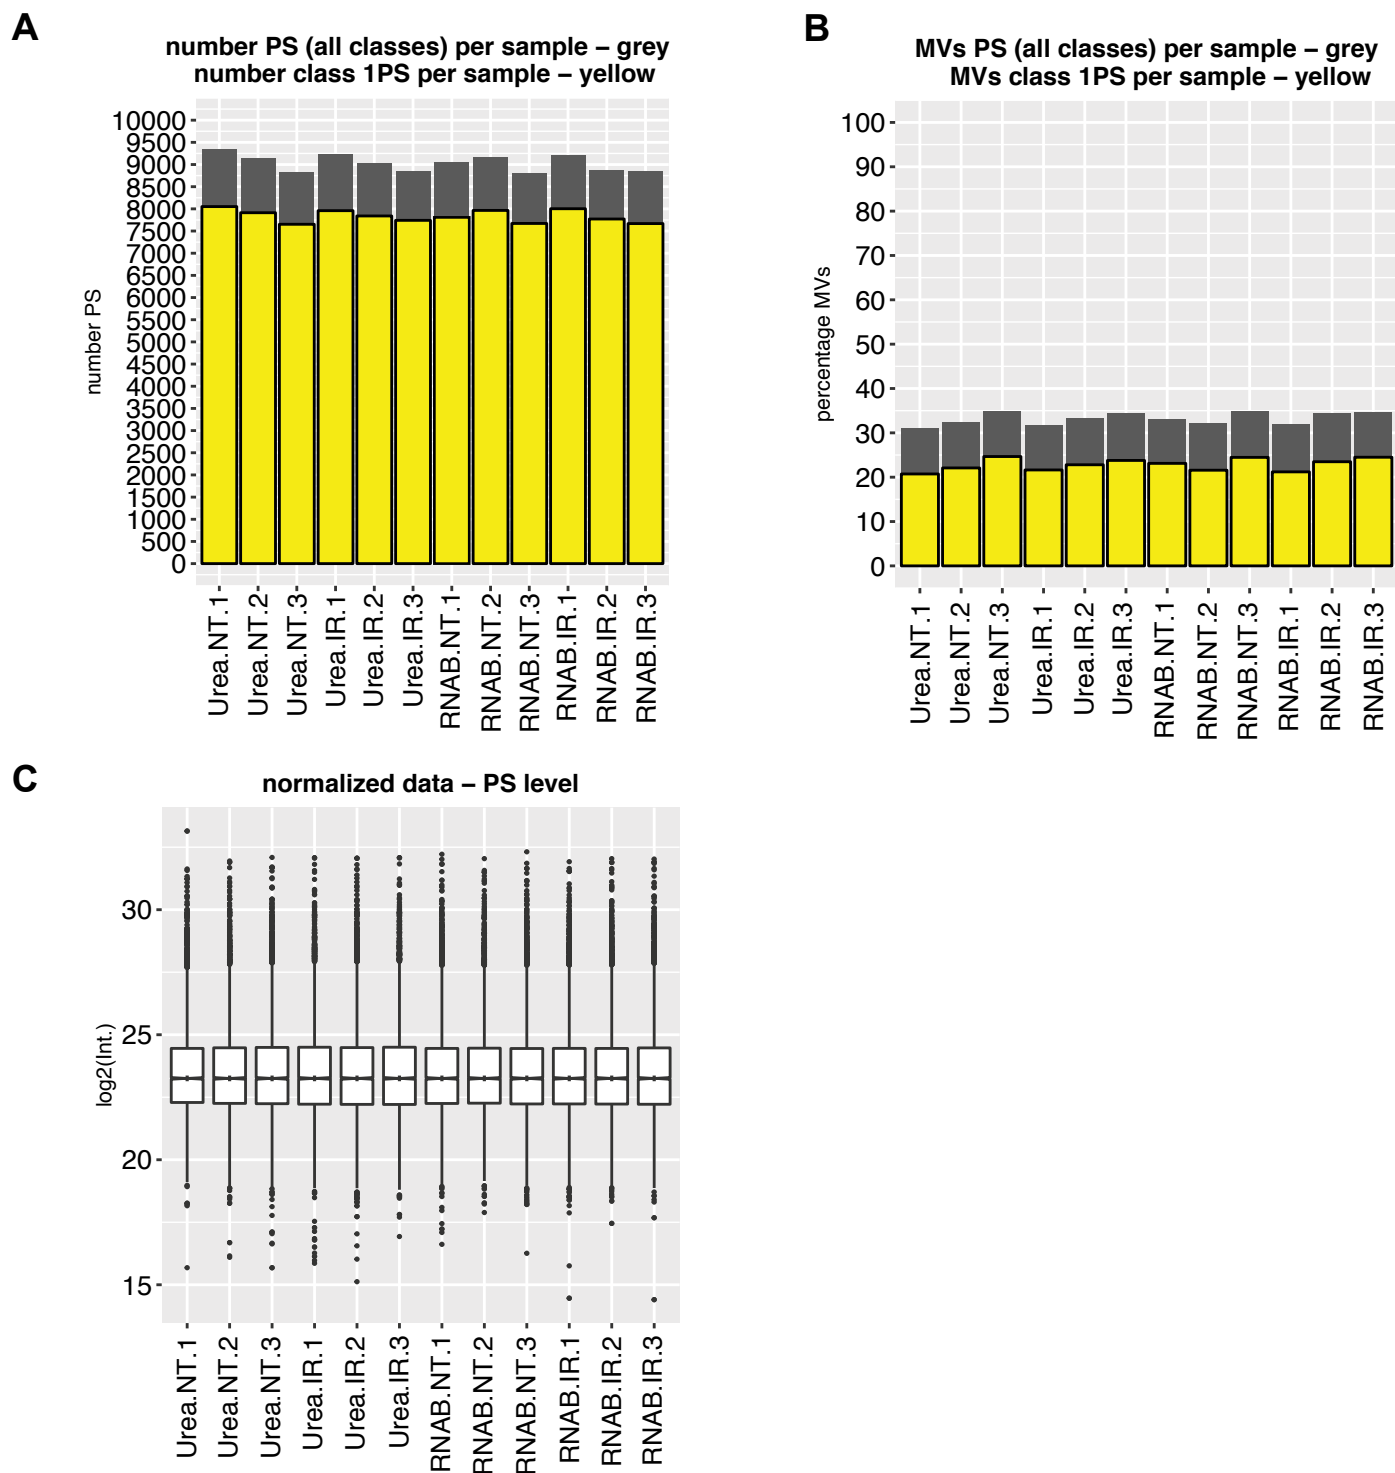 A
number PS (all classes) per sample – grey
number class 1PS per sample – yellow
number PS
10000
9500
9000
8500
8000
7500
7000
6500
6000
5500
5000
4500
4000
3500
3000
2500
2000
1500
1000
500
0
Urea.NT.1
Urea.NT.2
Urea.NT.3
Urea.IR.1
Urea.IR.2
Urea.IR.3
RNAB.NT.1
RNAB.NT.2
RNAB.NT.3
RNAB.IR.1
RNAB.IR.2
RNAB.IR.3
B
MVs PS (all classes) per sample – grey
MVs class 1PS per sample – yellow
percentage MVs
100
90
80
70
60
50
40
30
20
10
0
Urea.NT.1
Urea.NT.2
Urea.NT.3
Urea.IR.1
Urea.IR.2
Urea.IR.3
RNAB.NT.1
RNAB.NT.2
RNAB.NT.3
RNAB.IR.1
RNAB.IR.2
RNAB.IR.3
C
normalized data – PS level
log2(Int.)
30
25
20
15
Urea.NT.1
Urea.NT.2
Urea.NT.3
Urea.IR.1
Urea.IR.2
Urea.IR.3
RNAB.NT.1
RNAB.NT.2
RNAB.NT.3
RNAB.IR.1
RNAB.IR.2
RNAB.IR.3